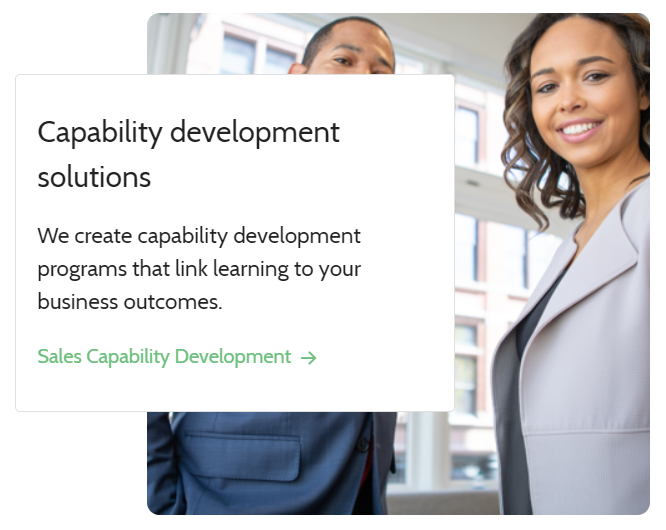 Capability development
solutions
We create capability development
programs that link learning to your
business outcomes.
Sales Capability Development →